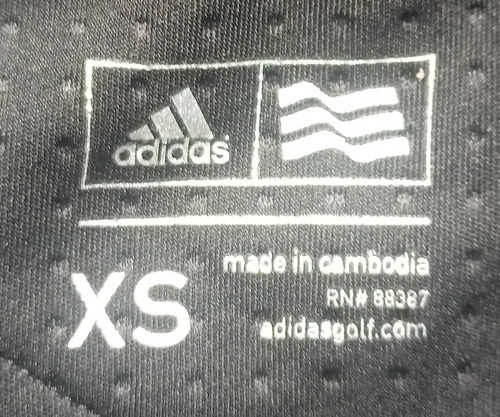 adidas
XS
made in cambodia
RN# 88387
adidasgolf.com